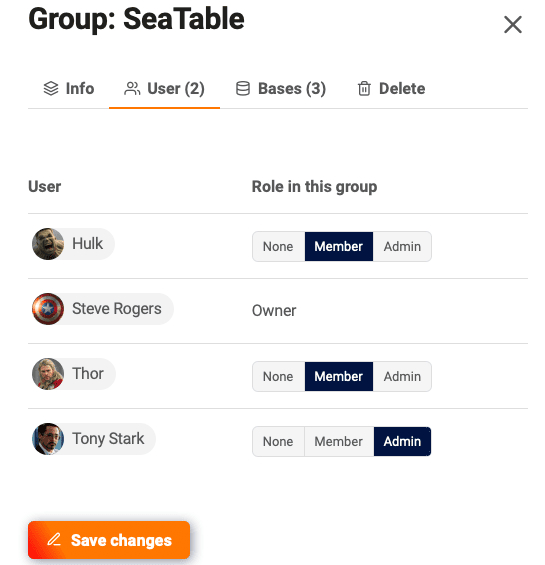 Group: SeaTable
Info User (2) Bases (3) Delete
User Role in this group
Hulk None Member Admin
Steve Rogers Owner
Thor None Member Admin
Tony Stark None Member Admin
Save changes